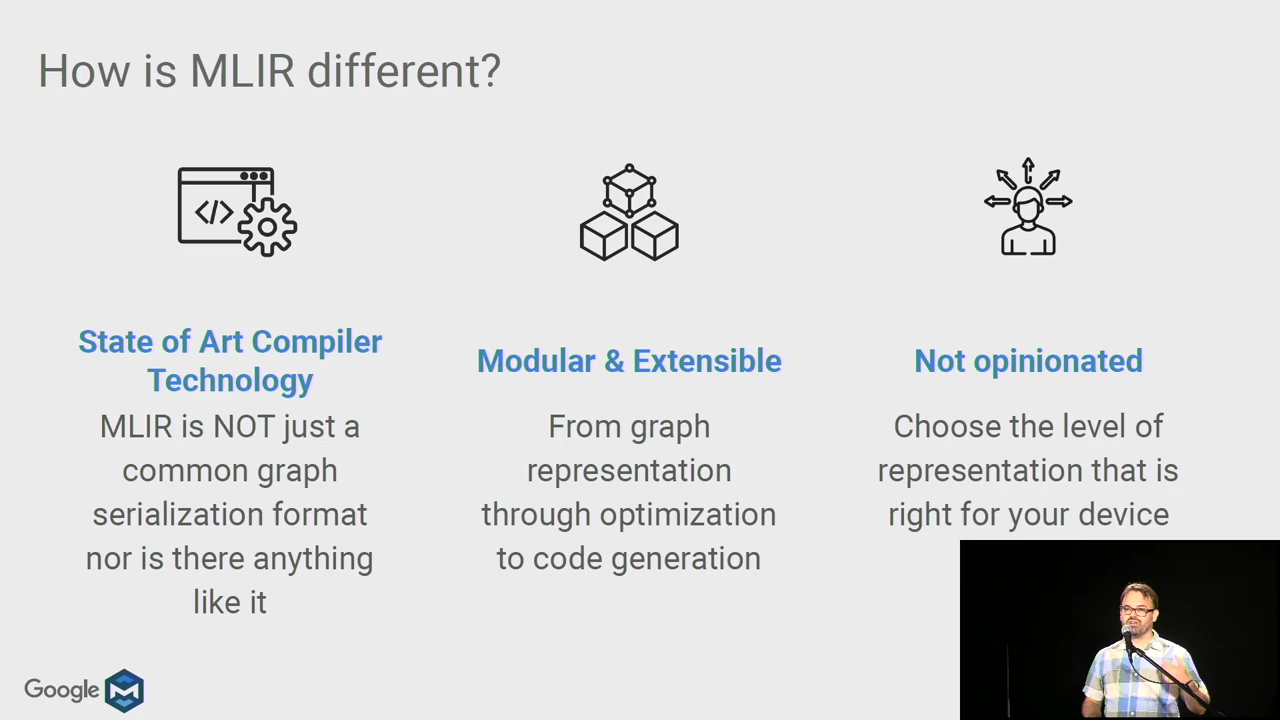 How is MLIR different?
</>
State of Art Compiler
Technology
MLIR is NOT just a
common graph
serialization format
nor is there anything
like it
Modular & Extensible
From graph
representation
through optimization
to code generation
Not opinionated
Choose the level of
representation that is
right for your device
Google M